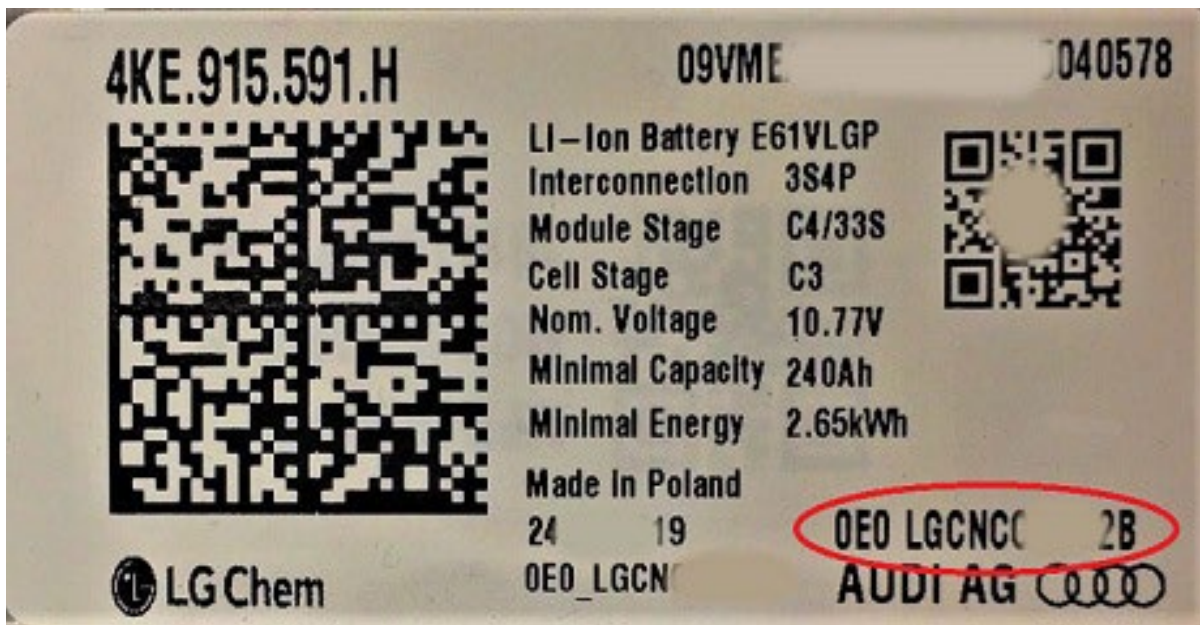 4KE.915.591.H
09VME 040578
LI-Ion Battery E61VLGP
Interconnection 3S4P
Module Stage C4/33S
Cell Stage C3
Nom. Voltage 10.77V
Minimal Capacity 240Ah
Minimal Energy 2.65kWh
Made In Poland
24 19
0E0 LGCNC 2B
0E0_LGCN
LG Chem
AUDI AG